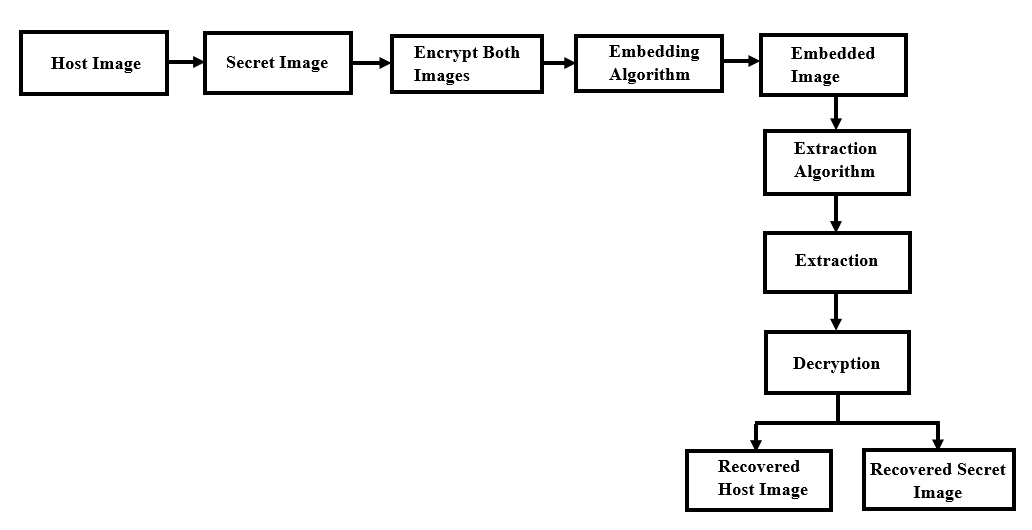 Host Image
Secret Image
Encrypt Both
Images
Embedding
Algorithm
Embedded
Image
Extraction
Algorithm
Extraction
Decryption
Recovered
Host Image
Recovered Secret
Image